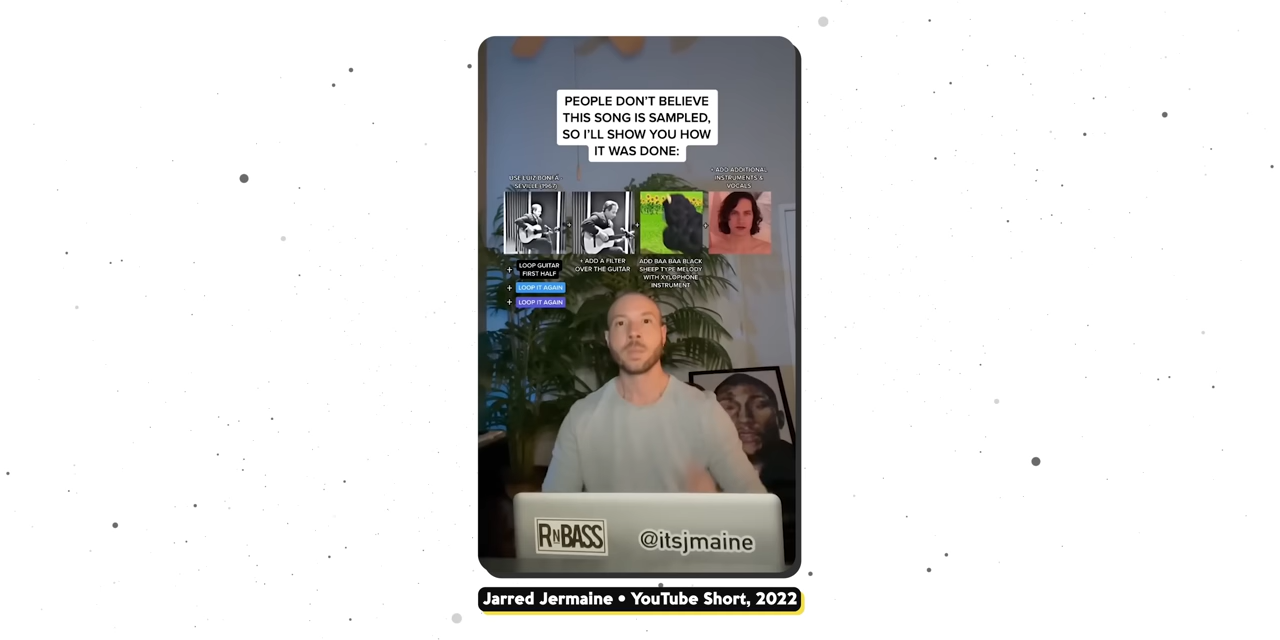 PEOPLE DON'T BELIEVE
THIS SONG IS SAMPLED,
SO I'LL SHOW YOU HOW
IT WAS DONE:
USE LUIZ BONFA -
SEVILLE (1967)
+ ADD ADDITIONAL
INSTRUMENTS &
VOCALS
+ LOOP GUITAR
FIRST HALF
+ LOOP IT AGAIN
+ LOOP IT AGAIN
+ ADD A FILTER
OVER THE GUITAR
ADD BAA BAA BLACK
SHEEP TYPE MELODY
WITH XYLOPHONE
INSTRUMENT
RNBASS
@itsjmaine
Jarred Jermaine • YouTube Short, 2022